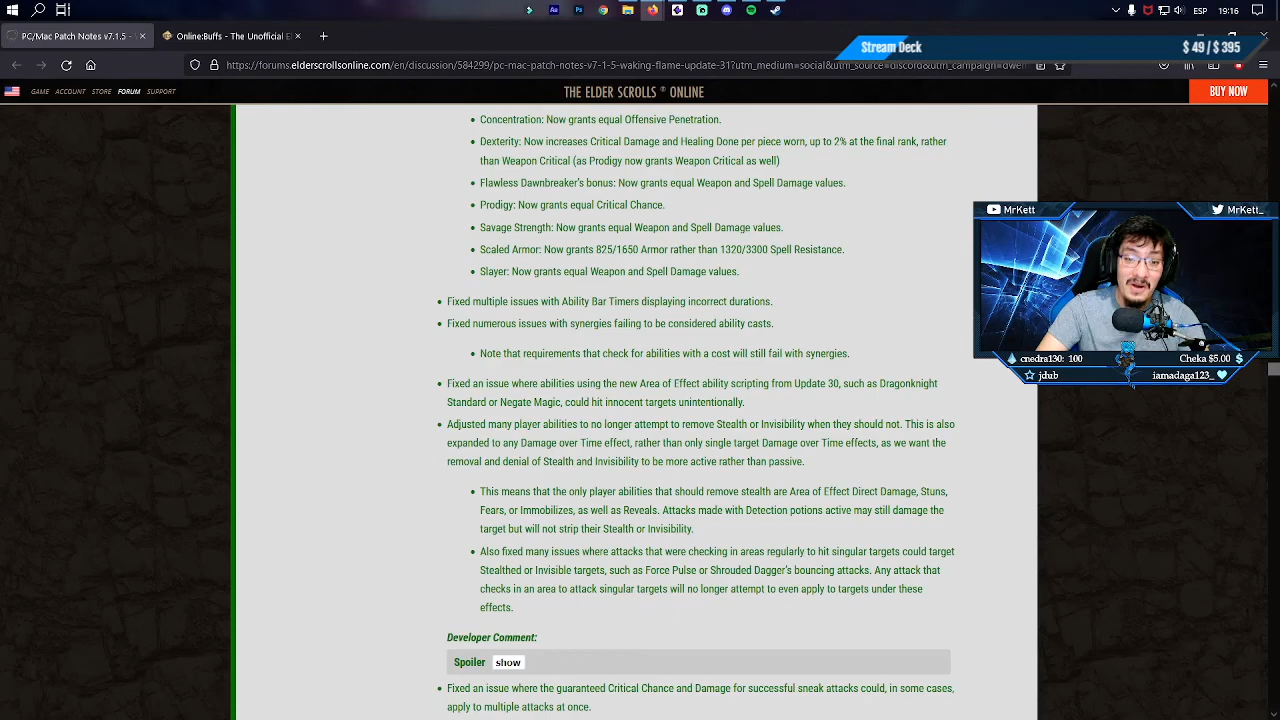 19:16
PC/Mac Patch Notes v7.1.5 -
Online:Buffs - The Unofficial El
Stream Deck
$ 49 / $ 395
https://forums.elderscrollsonline.com/en/discussion/584299/pc-mac-patch-notes-v7-1-5-waking-flame-update-31?utm_medium=social&utm_source=discord&utm_campaign=dwem
GAME ACCOUNT STORE FORUM SUPPORT
THE ELDER SCROLLS ® ONLINE
BUY NOW
• Concentration: Now grants equal Offensive Penetration.
• Dexterity: Now increases Critical Damage and Healing Done per piece worn, up to 2% at the final rank, rather
than Weapon Critical (as Prodigy now grants Weapon Critical as well)
• Flawless Dawnbreaker's bonus: Now grants equal Weapon and Spell Damage values.
• Prodigy: Now grants equal Critical Chance.
• Savage Strength: Now grants equal Weapon and Spell Damage values.
• Scaled Armor: Now grants 825/1650 Armor rather than 1320/3300 Spell Resistance.
• Slayer: Now grants equal Weapon and Spell Damage values.
• Fixed multiple issues with Ability Bar Timers displaying incorrect durations.
• Fixed numerous issues with synergies failing to be considered ability casts.
• Note that requirements that check for abilities with a cost will still fail with synergies.
• Fixed an issue where abilities using the new Area of Effect ability scripting from Update 30, such as Dragonknight
Standard or Negate Magic, could hit innocent targets unintentionally.
• Adjusted many player abilities to no longer attempt to remove Stealth or Invisibility when they should not. This is also
expanded to any Damage over Time effect, rather than only single target Damage over Time effects, as we want the
removal and denial of Stealth and Invisibility to be more active rather than passive.
• This means that the only player abilities that should remove stealth are Area of Effect Direct Damage, Stuns,
Fears, or Immobilizes, as well as Reveals. Attacks made with Detection potions active may still damage the
target but will not strip their Stealth or Invisibility.
• Also fixed many issues where attacks that were checking in areas regularly to hit singular targets could target
Stealthed or Invisible targets, such as Force Pulse or Shrouded Dagger's bouncing attacks. Any attack that
checks in an area to attack singular targets will no longer attempt to even apply to targets under these
effects.
Developer Comment:
Spoiler show
• Fixed an issue where the guaranteed Critical Chance and Damage for successful sneak attacks could, in some cases,
apply to multiple attacks at once.
MrKett
MrKett_
cnedra130: 100
Cheka $5.00
jdub
iamadaga123_